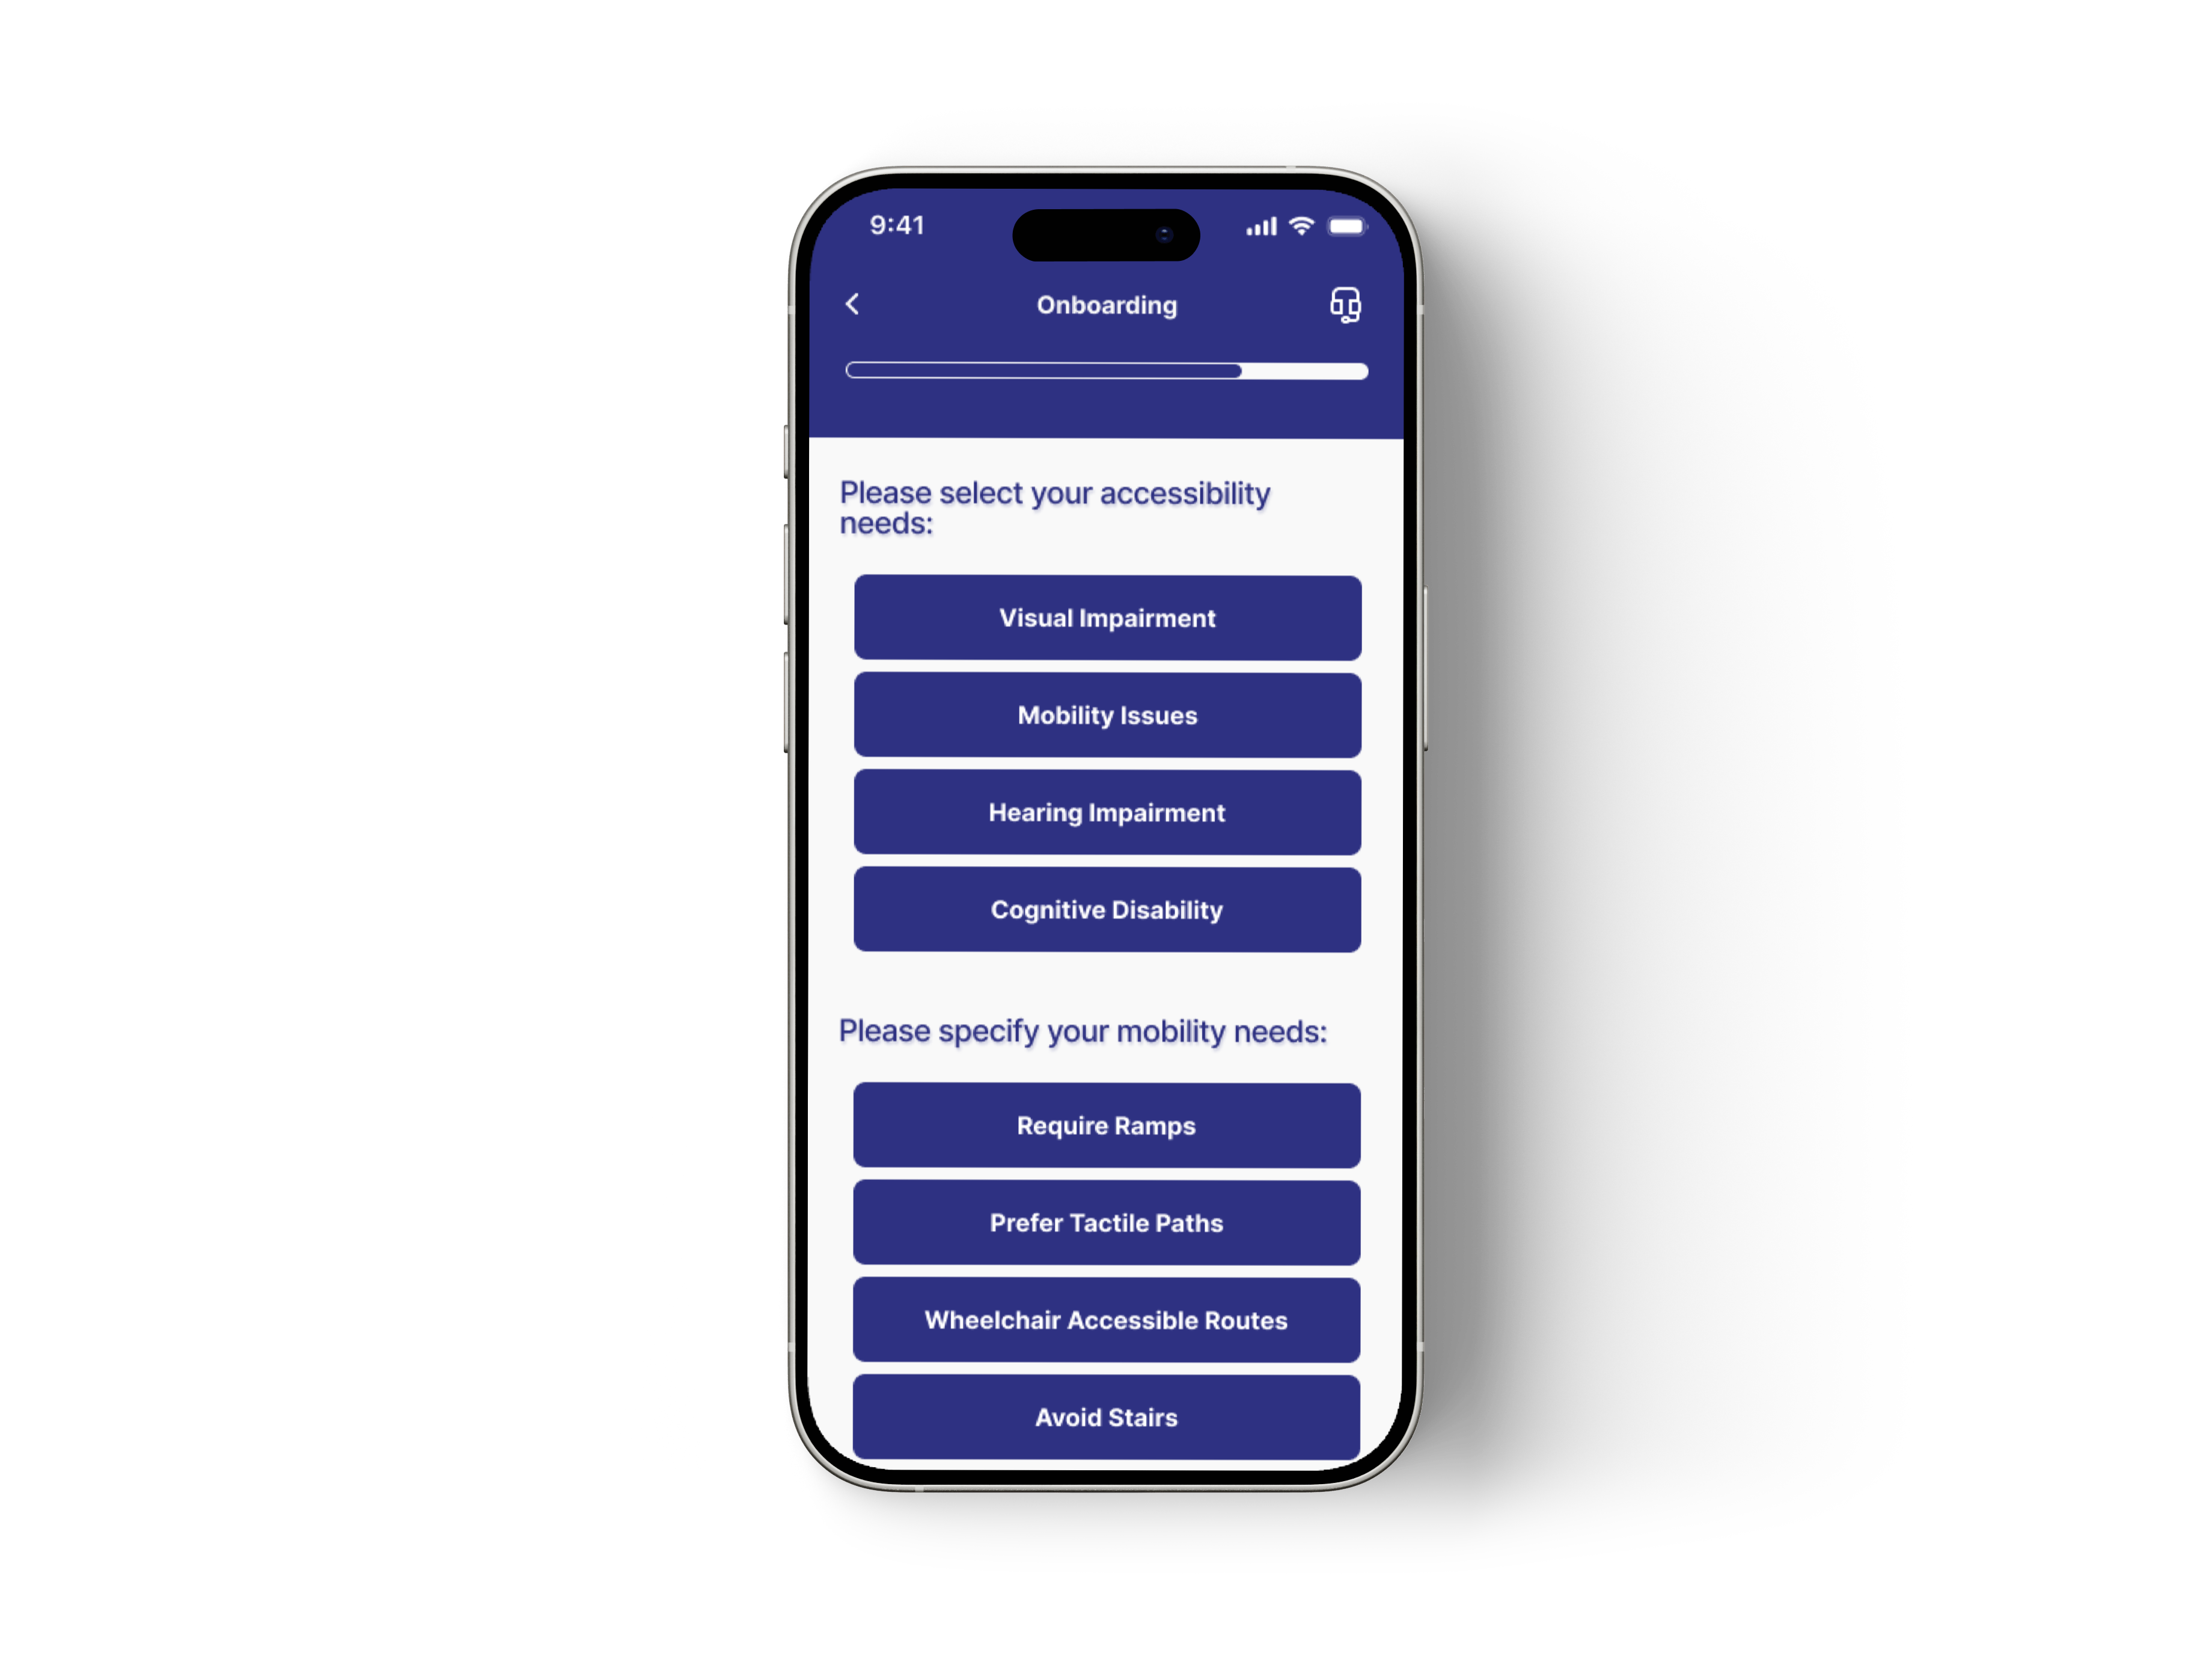 9:41
Onboarding
Please select your accessibility
needs:
Visual Impairment
Mobility Issues
Hearing Impairment
Cognitive Disability
Please specify your mobility needs:
Require Ramps
Prefer Tactile Paths
Wheelchair Accessible Routes
Avoid Stairs